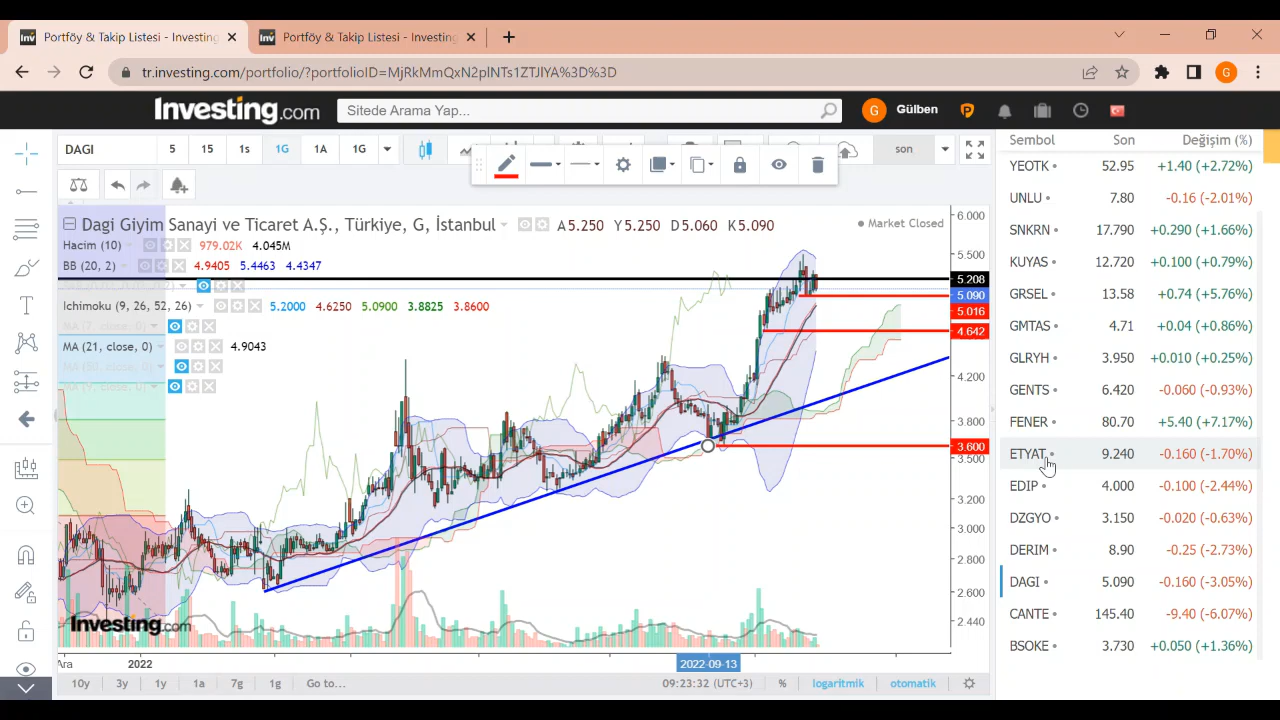 Portföy & Takip Listesi - Investing
Portföy & Takip Listesi - Investing
tr.investing.com/portfolio/?portfolioID=MjRkMmQxN2plNTs1ZTJlYA%3D%3D
G
Investing.com
Sitede Arama Yap...
G Gülben
DAGI 5 15 1s 1G 1A 1G son
Dagi Giyim Sanayi ve Ticaret A.Ş., Türkiye, G, İstanbul A5.250 Y5.250 D5.060 K5.090
Market Closed
Hacim (10) 979.02K 4.045M
BB (20, 2) 4.9405 5.4463 4.4347
Ichimoku (9, 26, 52, 26) 5.2000 4.6250 5.0900 3.8825 3.8600
MA (7, close, 0)
MA (21, close, 0) 4.9043
MA (50, close, 0)
MA (9, close, 0)
6.000
5.500
5.208
5.090
5.016
4.642
4.200
3.800
3.600
3.500
3.200
3.000
2.800
2.600
2.440
Investing.com
Ara 2022 2022-09-13
10y 3y 1y 1a 7g 1g Go to... 09:23:32 (UTC+3) % logaritmik otomatik
Sembol Son Değişim (%)
YEOTK 52.95 +1.40 (+2.72%)
UNLU 7.80 -0.16 (-2.01%)
SNKRN 17.790 +0.290 (+1.66%)
KUYAS 12.720 +0.100 (+0.79%)
GRSEL 13.58 +0.74 (+5.76%)
GMTAS 4.71 +0.04 (+0.86%)
GLRYH 3.950 +0.010 (+0.25%)
GENTS 6.420 -0.060 (-0.93%)
FENER 80.70 +5.40 (+7.17%)
ETYAT 9.240 -0.160 (-1.70%)
EDIP 4.000 -0.100 (-2.44%)
DZGYO 3.150 -0.020 (-0.63%)
DERIM 8.90 -0.25 (-2.73%)
DAGI 5.090 -0.160 (-3.05%)
CANTE 145.40 -9.40 (-6.07%)
BSOKE 3.730 +0.050 (+1.36%)